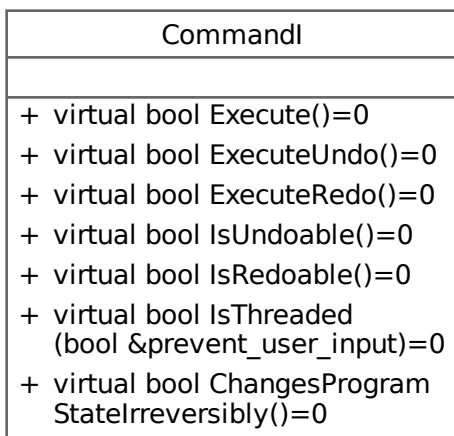 CommandI
+ virtual bool Execute()=0
+ virtual bool ExecuteUndo()=0
+ virtual bool ExecuteRedo()=0
+ virtual bool IsUndoable()=0
+ virtual bool IsRedoable()=0
+ virtual bool IsThreaded
(bool &prevent_user_input)=0
+ virtual bool ChangesProgram
StateIrreversibly()=0